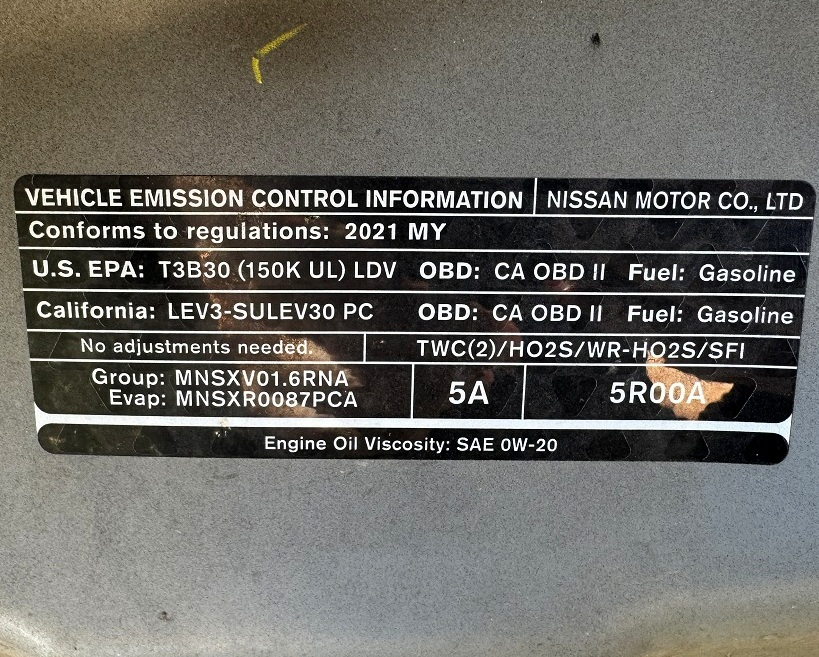 VEHICLE EMISSION CONTROL INFORMATION NISSAN MOTOR CO., LTD
Conforms to regulations: 2021 MY
U.S. EPA: T3B30 (150K UL) LDV OBD: CA OBD II Fuel: Gasoline
California: LEV3-SULEV30 PC OBD: CA OBD II Fuel: Gasoline
No adjustments needed. TWC(2)/HO2S/WR-HO2S/SFI
Group: MNSXV01.6RNA
Evap: MNSXR0087PCA
5A 5R00A
Engine Oil Viscosity: SAE 0W-20